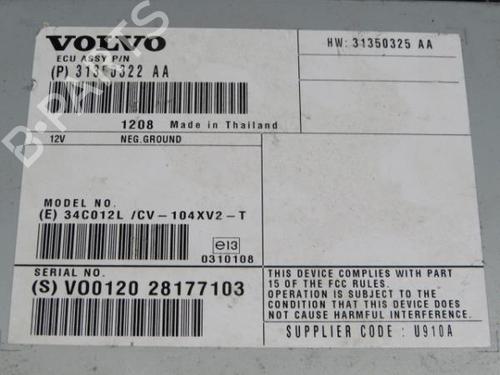 VOLVO
ECU ASSY P/N
(P) 31350322 AA
HW: 31350325 AA
1208 Made in Thailand
12V NEG.GROUND
MODEL NO.
(E) 34C012L /CV-104XV2-T
e13
0310108
SERIAL NO.
(S) V00120 28177103
THIS DEVICE COMPLIES WITH PART
15 OF THE FCC RULES.
OPERATION IS SUBJECT TO THE
CONDITION THAT THIS DEVICE DOES
NOT CAUSE HARMFUL INTERFERENCE.
SUPPLIER CODE : U910A
B-PARTS